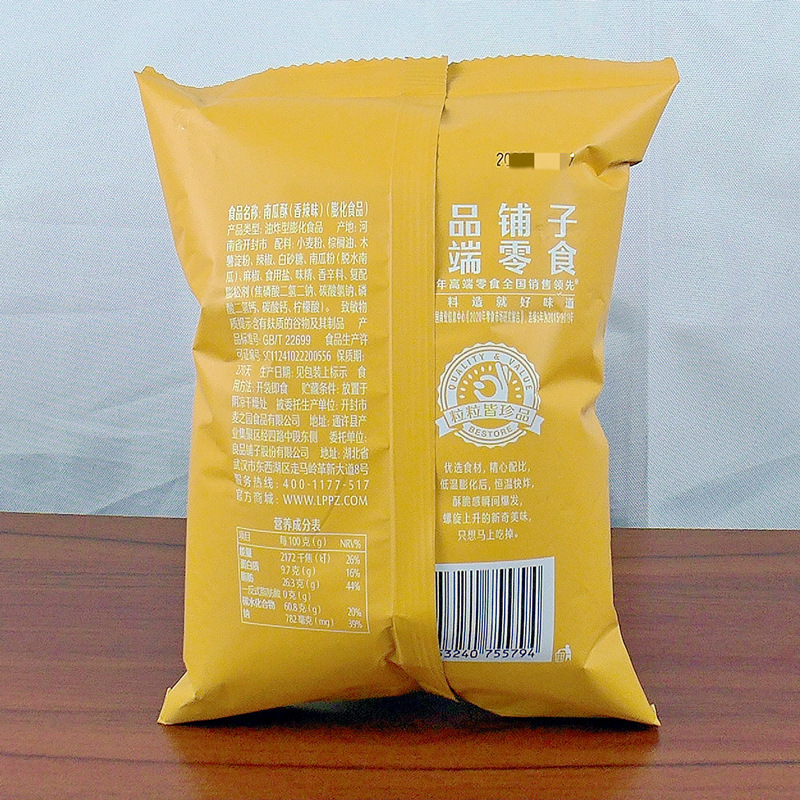 食品名称: 南瓜酥(香辣味)(膨化食品)
产品类型: 油炸型膨化食品 产地: 河
南省开封市 配料: 小麦粉、棕榈油、木
薯淀粉、辣椒、白砂糖、南瓜粉(脱水南
瓜)、麻椒、食用盐、味精、香辛料、复配
膨松剂(焦磷酸二氢二钠、碳酸氢钠、磷
酸二氢钙、碳酸钙、柠檬酸)。 致敏物
质提示含有麸质的谷物及其制品 产
品标准号: GB/T 22699 食品生产许
可证编号: SC11241022200556 保质期:
270天 生产日期: 见包装上标示 食
用方法: 开袋即食 贮藏条件: 放置于
阴凉干燥处 被委托生产单位: 开封市
麦之园食品有限公司 地址: 通许县产
业集聚区经四路中段东侧 委托单位:
良品铺子股份有限公司 地址: 湖北省
武汉市东西湖区走马岭革新大道8号
服务热线: 400-1177-517
官方商城: WWW.LPPZ.COM
营养成分表
项目 每100克(g) NRV%
能量 2172千焦(kJ) 26%
蛋白质 9.7克(g) 16%
脂肪 26.3克(g) 44%
—反式脂肪酸 0克(g)
碳水化合物 60.8克(g) 20%
钠 782毫克(mg) 39%
20
7
品铺子
端零食
年高端零食全国销售领先
料造就好味道
QUALITY & VALUE
粒粒皆珍品
BESTORE
优选食材, 精心配比,
低温膨化后, 恒温快炸,
酥脆感瞬间爆发,
螺旋上升的新奇美味,
只想马上吃掉。
3240 755794